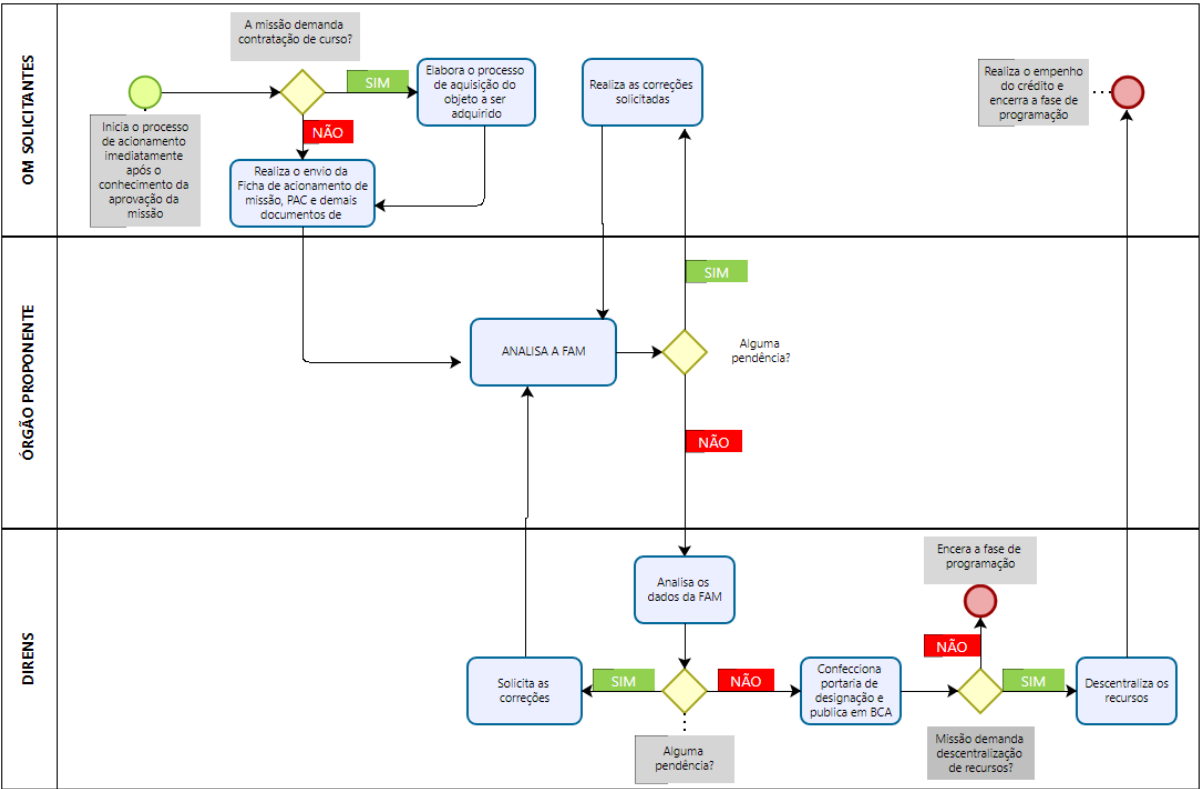 OM SOLICITANTES
A missão demanda
contratação de curso?
SIM
NÃO
Inicia o processo
de acionamento
imediatamente
após o
conhecimento da
aprovação da
missão
Elabora o processo
de aquisição do
objeto a ser
adquirido
Realiza o envio da
Ficha de acionamento de
missão, PAC e demais
documentos de
Realiza as correções
solicitadas
Realiza o empenho
do crédito e
encerra a fase de
programação
ÓRGÃO PROPONENTE
ANALISA A FAM
SIM
Alguma
pendência?
NÃO
DIRENS
Analisa os
dados da FAM
Solicita as
correções
SIM
NÃO
Alguma
pendência?
Confecciona
portaria de
designação e
publica em BCA
Encera a fase de
programação
NÃO
SIM
Missão demanda
descentralização
de recursos?
Descentraliza os
recursos